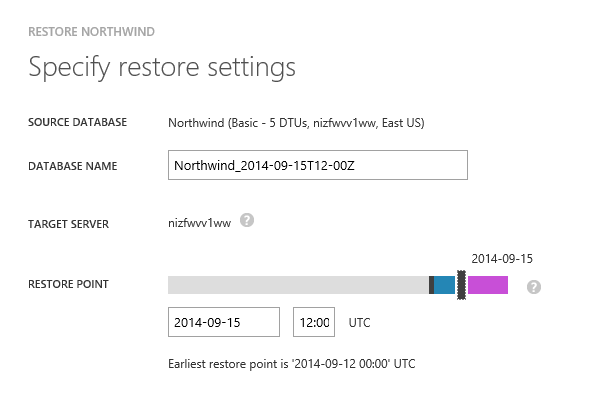 RESTORE NORTHWIND
Specify restore settings
SOURCE DATABASE Northwind (Basic - 5 DTUs, nizfwvv1ww, East US)
DATABASE NAME Northwind_2014-09-15T12-00Z
TARGET SERVER nizfwvv1ww ?
2014-09-15
RESTORE POINT ?
2014-09-15 12:00 UTC
Earliest restore point is '2014-09-12 00:00' UTC